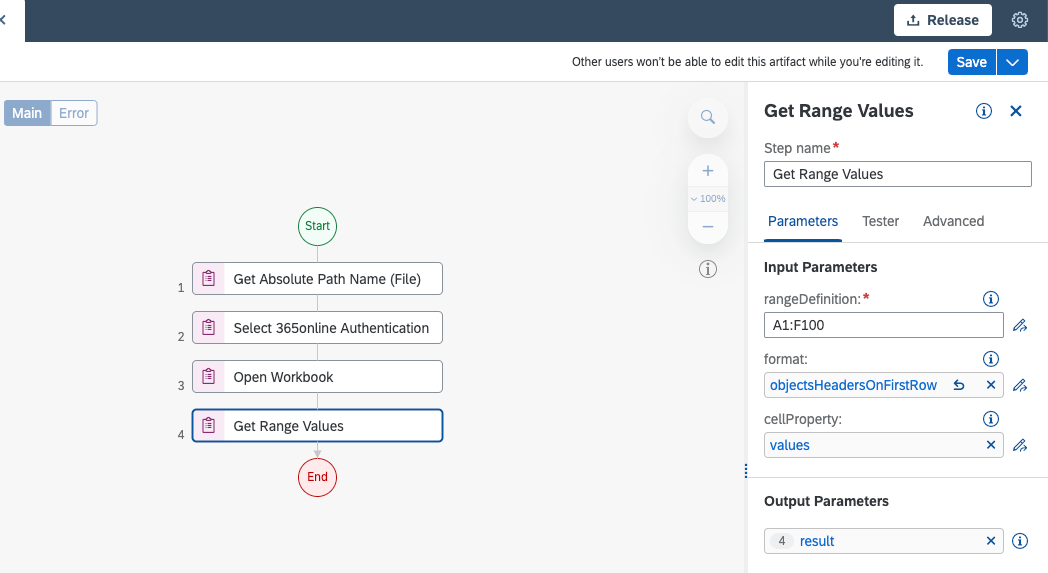 Release
Other users won't be able to edit this artifact while you're editing it.
Save
Main
Error
100%
Start
1
Get Absolute Path Name (File)
2
Select 365online Authentication
3
Open Workbook
4
Get Range Values
End
Get Range Values
Step name*
Get Range Values
Parameters
Tester
Advanced
Input Parameters
rangeDefinition:*
A1:F100
format:
objectsHeadersOnFirstRow
cellProperty:
values
Output Parameters
4 result